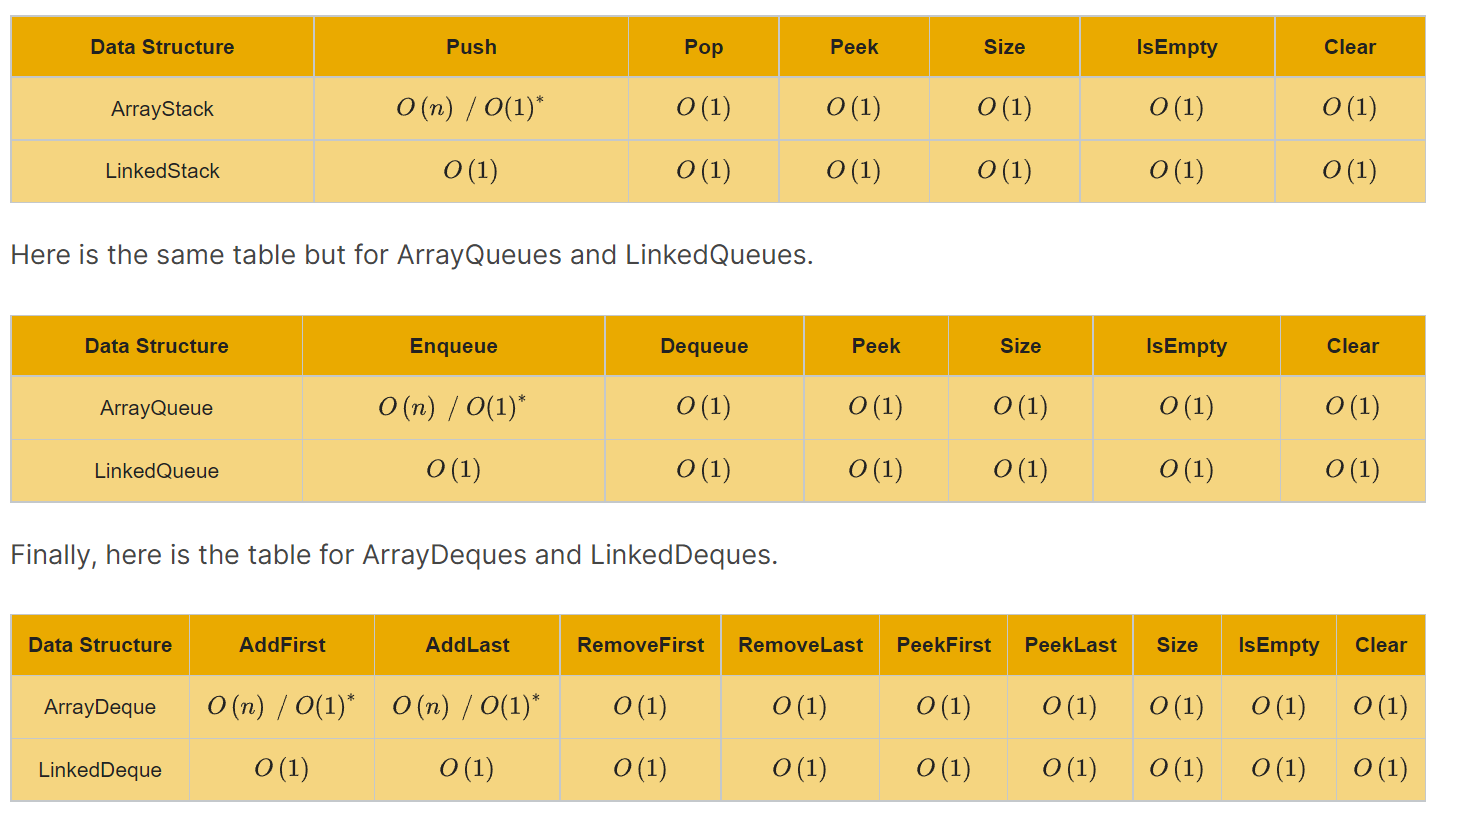 Data Structure Push Pop Peek Size IsEmpty Clear
ArrayStack O(n) / O(1)* O(1) O(1) O(1) O(1) O(1)
LinkedStack O(1) O(1) O(1) O(1) O(1) O(1)
Here is the same table but for ArrayQueues and LinkedQueues.
Data Structure Enqueue Dequeue Peek Size IsEmpty Clear
ArrayQueue O(n) / O(1)* O(1) O(1) O(1) O(1) O(1)
LinkedQueue O(1) O(1) O(1) O(1) O(1) O(1)
Finally, here is the table for ArrayDeques and LinkedDeques.
Data Structure AddFirst AddLast RemoveFirst RemoveLast PeekFirst PeekLast Size IsEmpty Clear
ArrayDeque O(n) / O(1)* O(n) / O(1)* O(1) O(1) O(1) O(1) O(1) O(1) O(1)
LinkedDeque O(1) O(1) O(1) O(1) O(1) O(1) O(1) O(1) O(1)